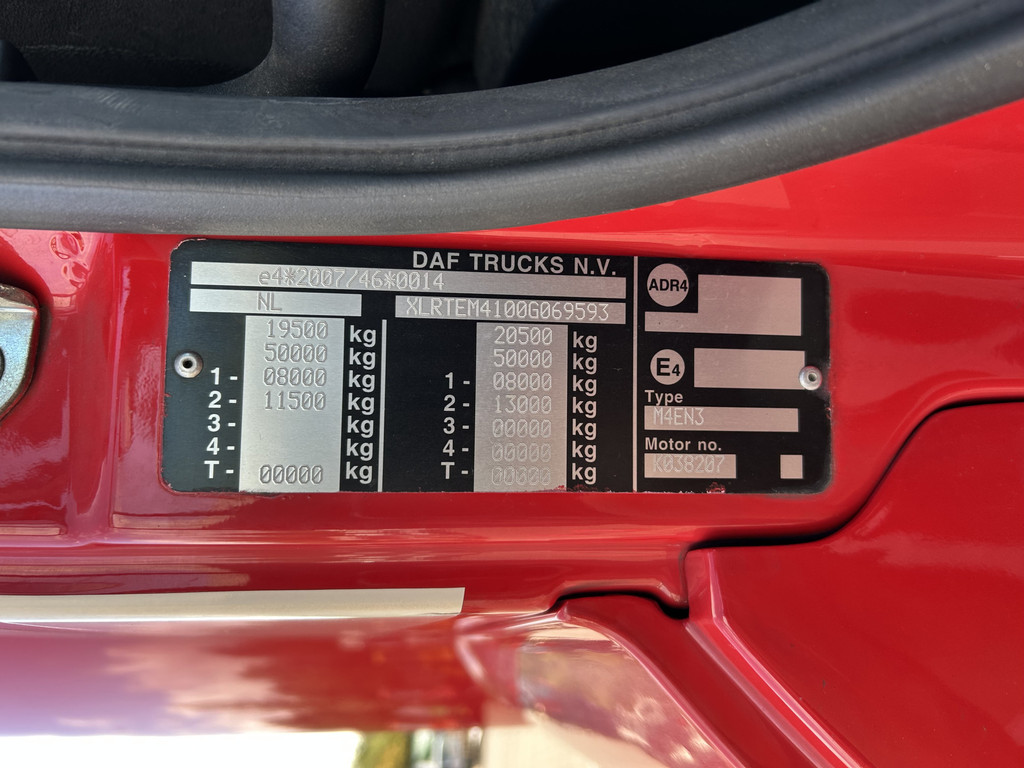 DAF TRUCKS N.V.
e4*2007/46*0014
NL XLRTEM4100G069593
19500 kg 20500 kg
50000 kg 50000 kg
1 - 08000 kg 1 - 08000 kg
2 - 11500 kg 2 - 13000 kg
3 - kg 3 - 00000 kg
4 - kg 4 - 00000 kg
T - 00000 kg T - 00000 kg
ADR4
E4
Type
M4EN3
Motor no.
K038207